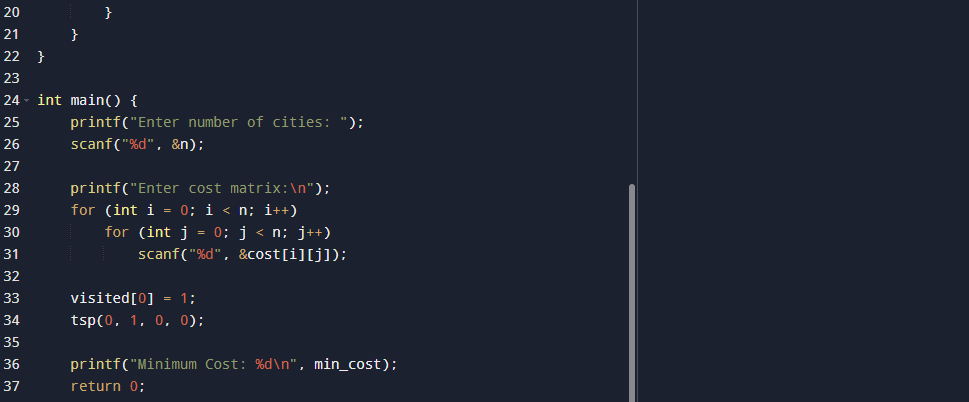 20         }
21     }
22 }
23
24 int main() {
25     printf("Enter number of cities: ");
26     scanf("%d", &n);
27
28     printf("Enter cost matrix:\n");
29     for (int i = 0; i < n; i++)
30         for (int j = 0; j < n; j++)
31             scanf("%d", &cost[i][j]);
32
33     visited[0] = 1;
34     tsp(0, 1, 0, 0);
35
36     printf("Minimum Cost: %d\n", min_cost);
37     return 0;